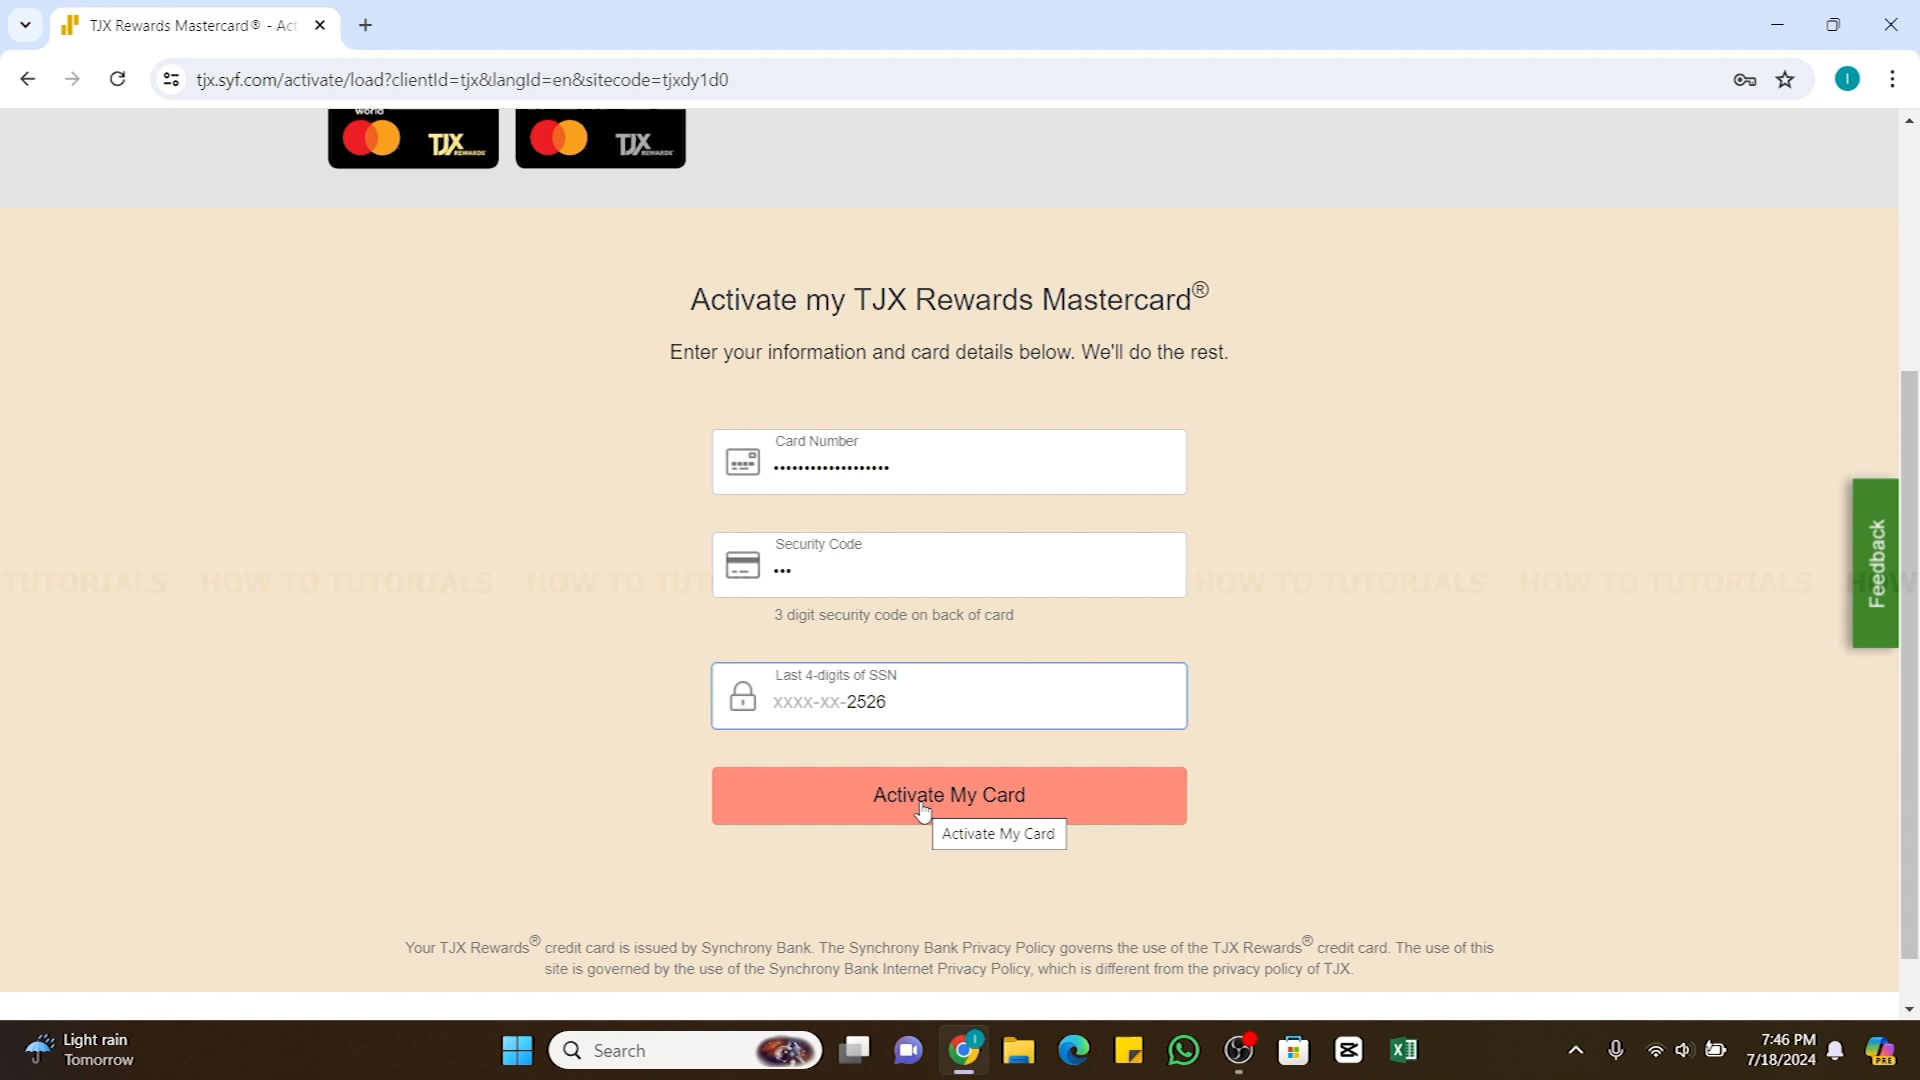 TJX Rewards Mastercard® - Act
tjx.syf.com/activate/load?clientId=tjx&langId=en&sitecode=tjxdy1d0
I
world
TJX
REWARDS
TJX
REWARDS
Activate my TJX Rewards Mastercard®
Enter your information and card details below. We'll do the rest.
Card Number
•••••••••••••••••••
Security Code
•••
3 digit security code on back of card
TUTORIALS HOW TO TUTORIALS HOW TO TUT HOW TO TUTORIALS HOW TO TUTORIALS HOW
Feedback
Last 4-digits of SSN
xxxx-xx-2526
Activate My Card
Activate My Card
Your TJX Rewards® credit card is issued by Synchrony Bank. The Synchrony Bank Privacy Policy governs the use of the TJX Rewards® credit card. The use of this
site is governed by the use of the Synchrony Bank Internet Privacy Policy, which is different from the privacy policy of TJX.
Light rain
Tomorrow
Search
7:46 PM
7/18/2024
PRE